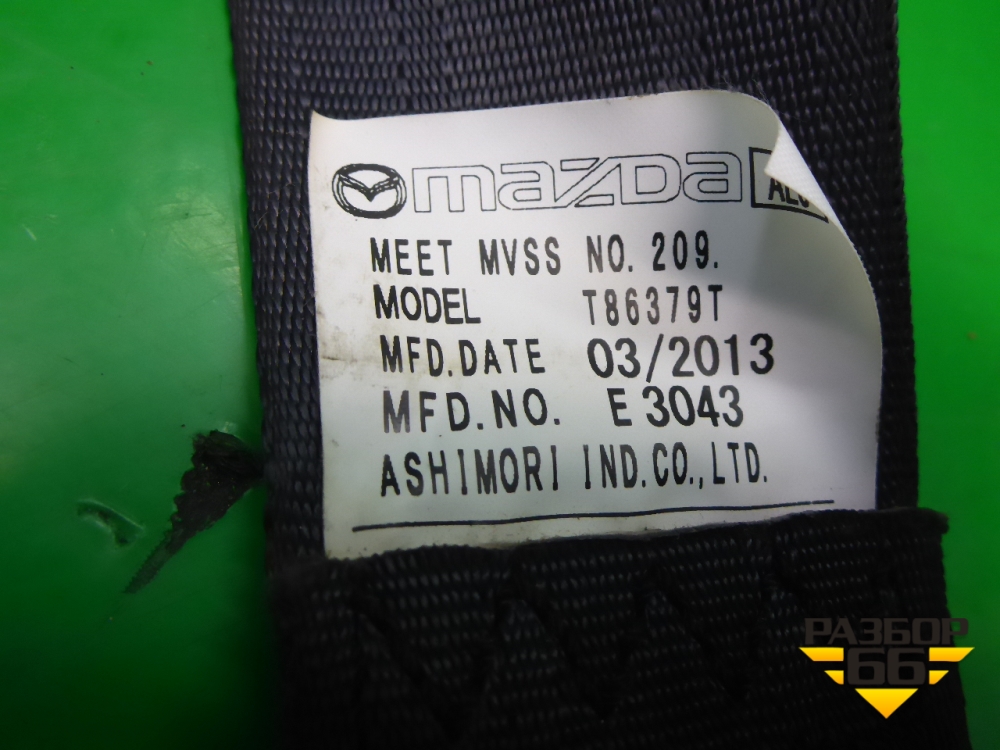 mazda
MEET MVSS NO. 209.
MODEL T86379T
MFD.DATE 03/2013
MFD.NO. E 3043
ASHIMORI IND.CO.,LTD.
РАЗБОР
66